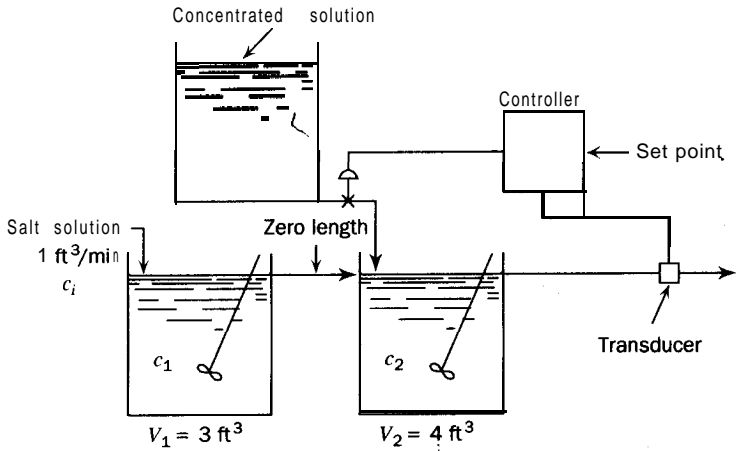 Concentrated solution
Controller
Set point
Salt solution
1 ft³/min
cᵢ
Zero length
c₁
c₂
Transducer
V₁ = 3 ft³
V₂ = 4 ft³